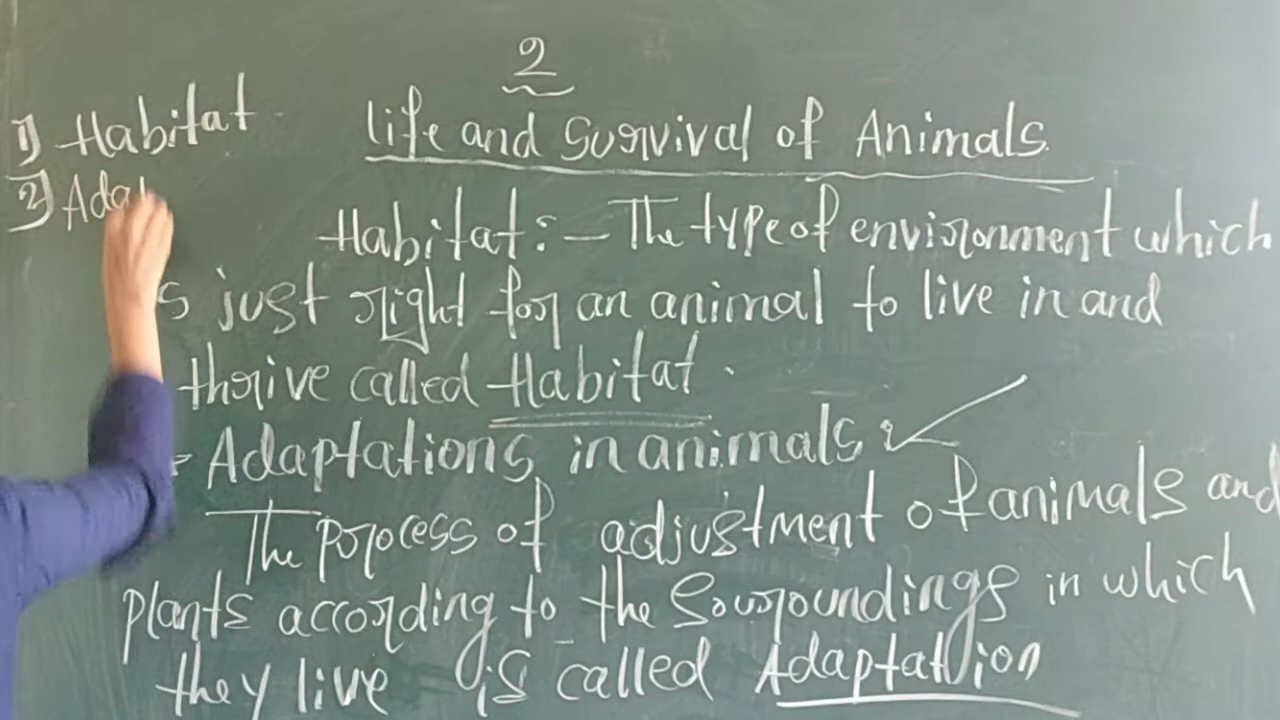 2
Life and Survival of Animals.
1) Habitat
2) Ada
Habitat:- The type of environment which
s just right for an animal to live in and
thrive called Habitat.
Adaptations in animals
The process of adjustment of animals and
plants according to the Sourroundings in which
they live is called Adaptation